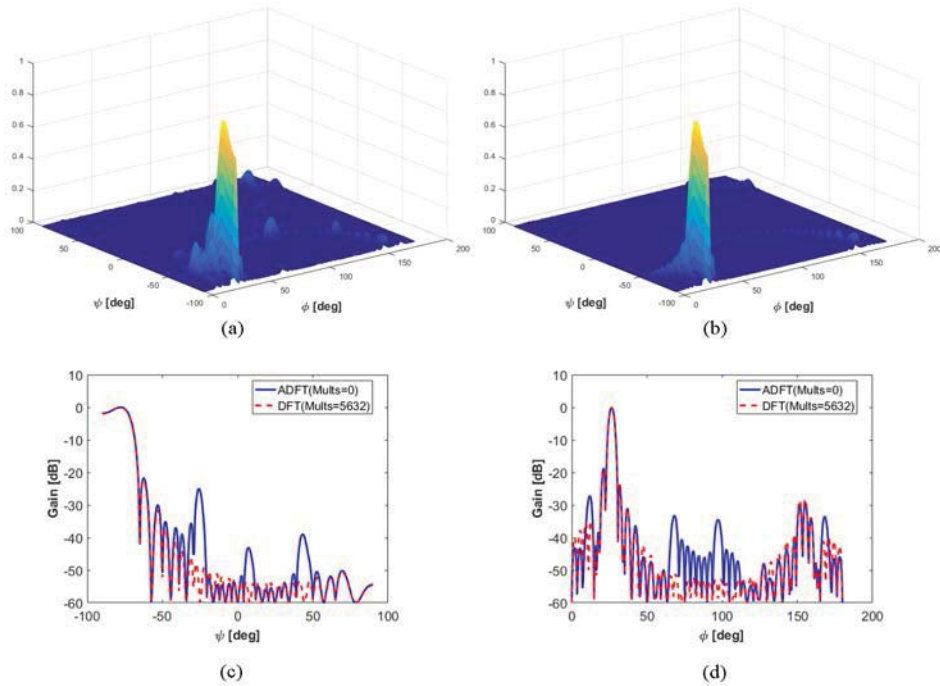 1
0.8
0.6
0.4
0.2
0
100
50
0
-50
-100
ψ [deg]
0
50
100
150
200
ϕ [deg]
(a)
1
0.8
0.6
0.4
0.2
0
100
50
0
-50
-100
ψ [deg]
0
50
100
150
200
ϕ [deg]
(b)
10
0
-10
-20
-30
-40
-50
-60
Gain [dB]
ADFT(Mults=0)
DFT(Mults=5632)
-100 -50 0 50 100
ψ [deg]
(c)
10
0
-10
-20
-30
-40
-50
-60
Gain [dB]
ADFT(Mults=0)
DFT(Mults=5632)
0 50 100 150 200
ϕ [deg]
(d)